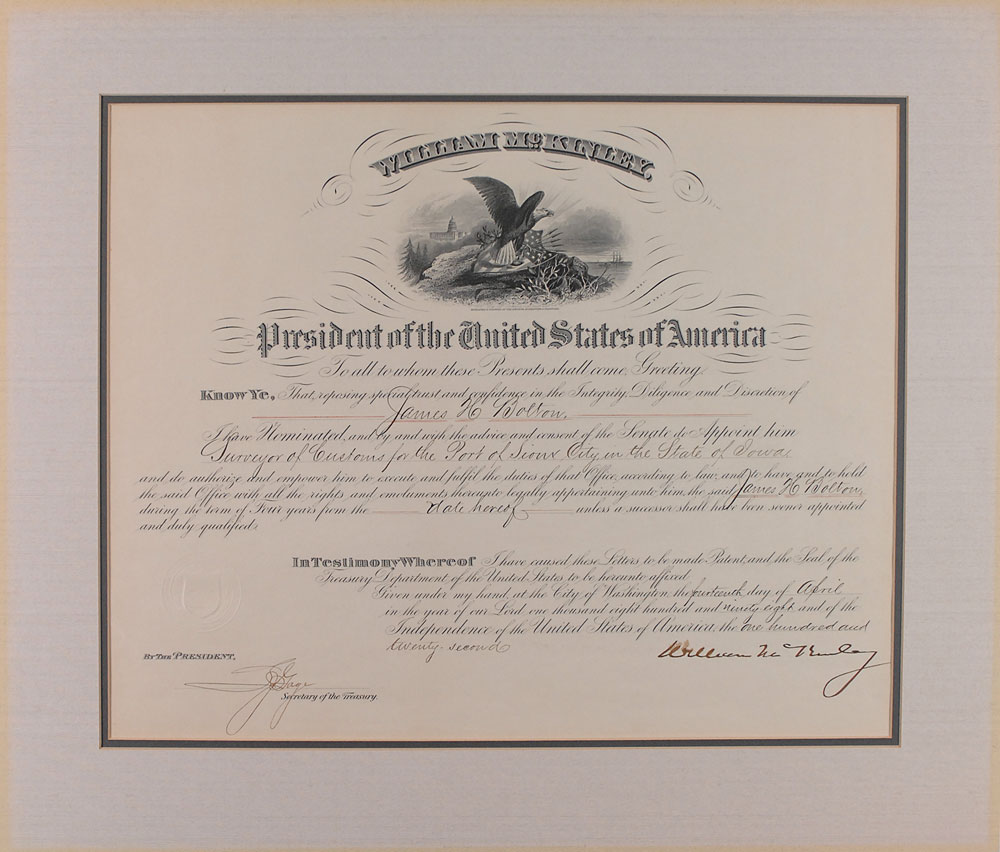 WILLIAM McKINLEY,
President of the United States of America
To all to whom these Presents shall come, Greeting:
Know Ye, That, reposing special trust and confidence in the Integrity, Diligence and Discretion of
James H Bolton,
I have Nominated, and by and with the advice and consent of the Senate do Appoint him
Surveyor of Customs for the Port of Sioux City, in the State of Iowa,
and do authorize and empower him to execute and fulfil the duties of that Office, according to law, and to have and to hold
the said Office with all the rights and emoluments thereunto legally appertaining unto him, the said James H Bolton,
during the term of Four years from the date hereof unless a successor shall have been sooner appointed
and duly qualified.
In Testimony Whereof I have caused these Letters to be made Patent, and the Seal of the
Treasury Department of the United States to be hereunto affixed.
Given under my hand, at the City of Washington, the fourteenth day of April
in the year of our Lord one thousand eight hundred and ninety eight and of the
Independence of the United States of America, the one hundred and
twenty-second
William McKinley
BY THE PRESIDENT,
L J Gage
Secretary of the Treasury.